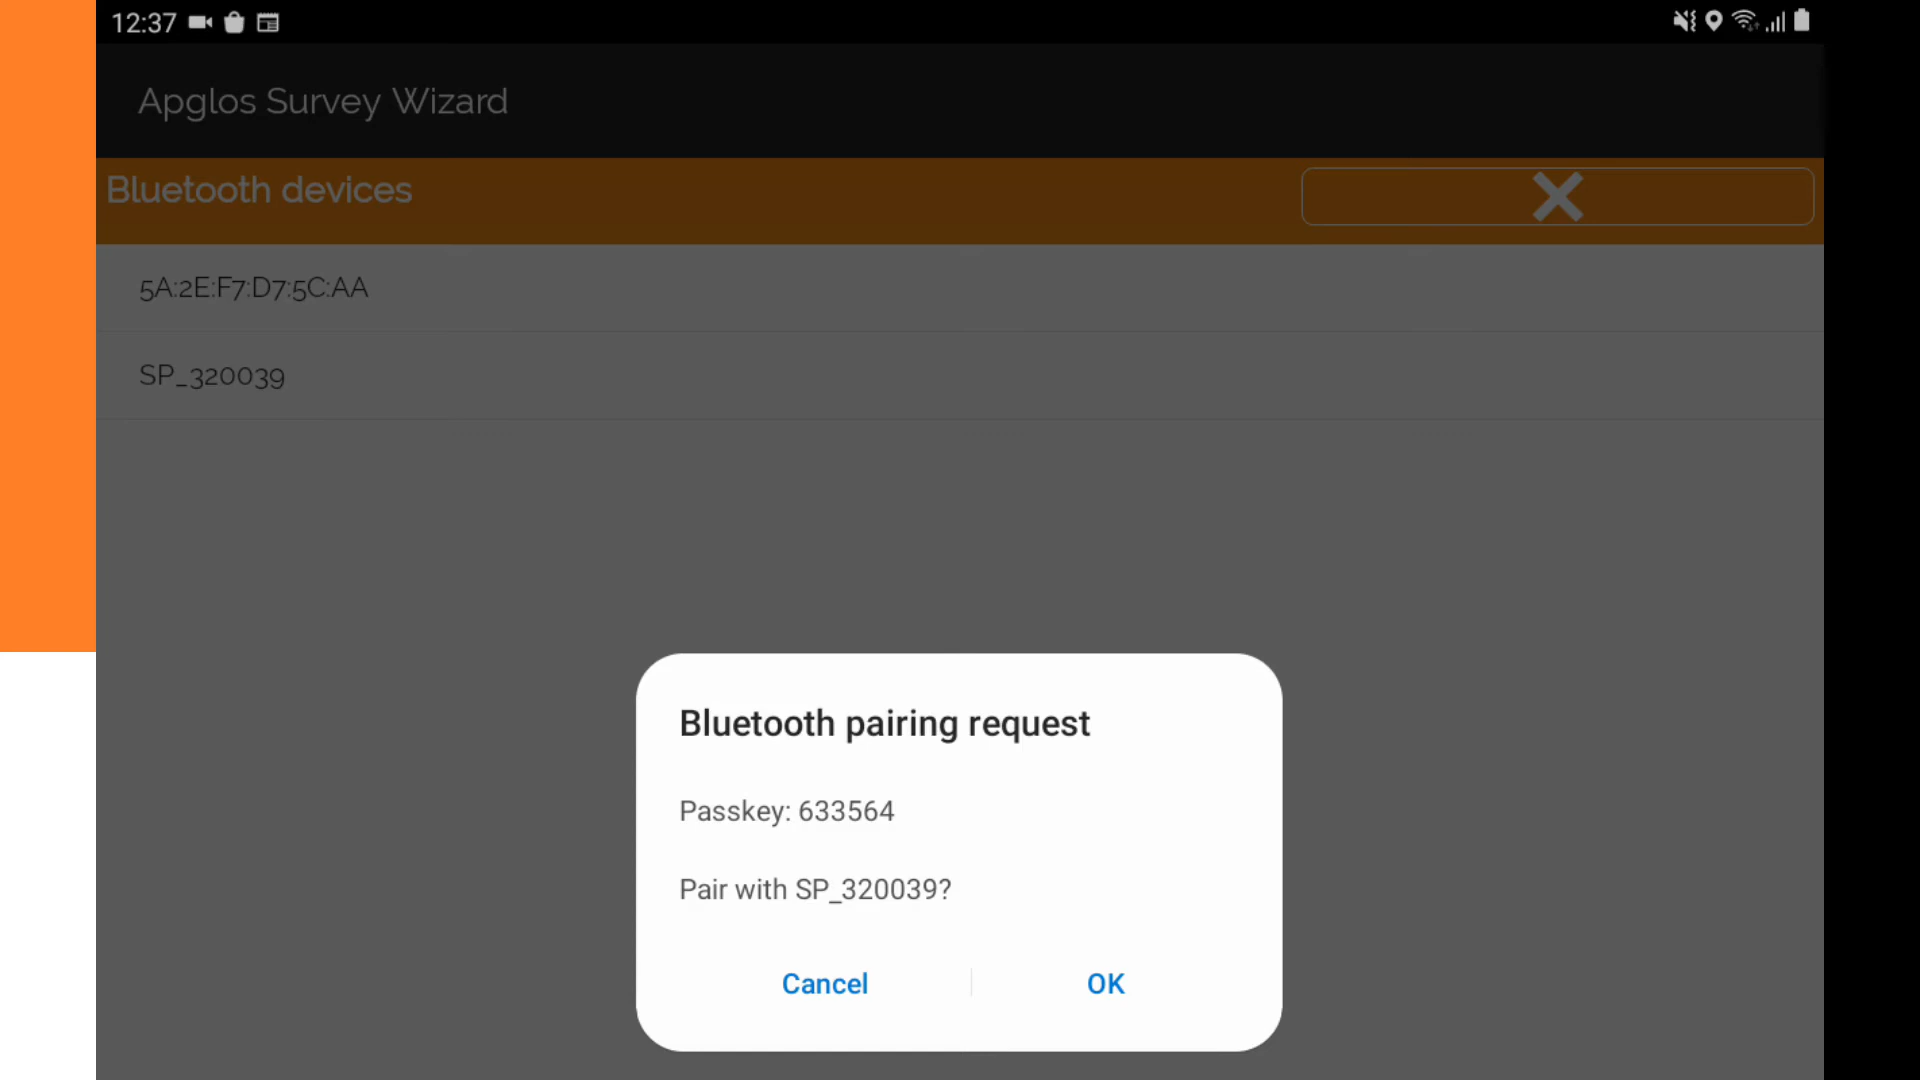 12:37
Apglos Survey Wizard
Bluetooth devices
5A:2E:F7:D7:5C:AA
SP_320039
Bluetooth pairing request
Passkey: 633564
Pair with SP_320039?
Cancel
OK